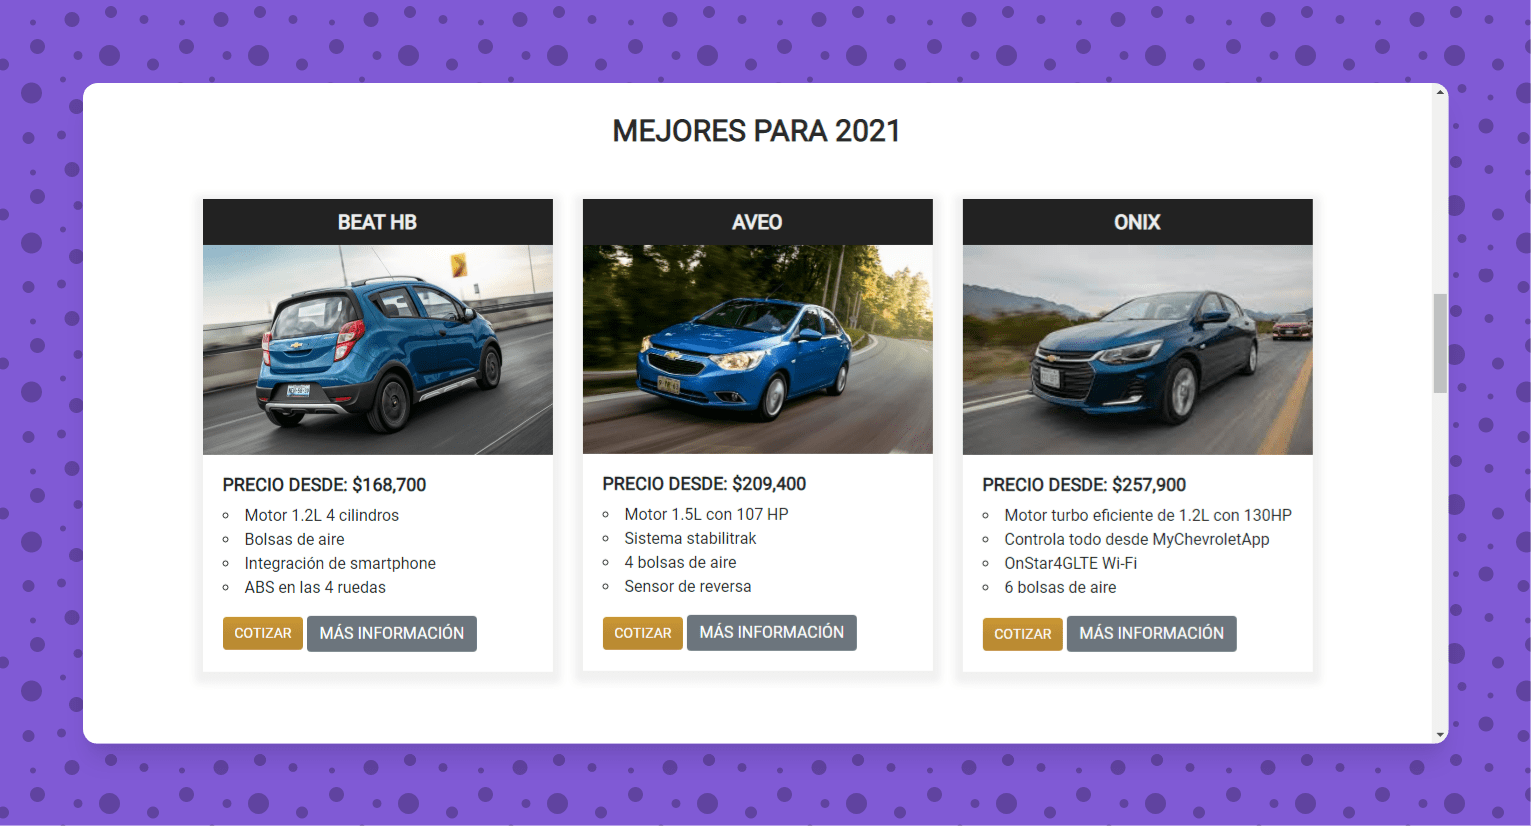 MEJORES PARA 2021
BEAT HB
PRECIO DESDE: $168,700
Motor 1.2L 4 cilindros
Bolsas de aire
Integración de smartphone
ABS en las 4 ruedas
COTIZAR MÁS INFORMACIÓN
AVEO
PRECIO DESDE: $209,400
Motor 1.5L con 107 HP
Sistema stabilitrak
4 bolsas de aire
Sensor de reversa
COTIZAR MÁS INFORMACIÓN
ONIX
PRECIO DESDE: $257,900
Motor turbo eficiente de 1.2L con 130HP
Controla todo desde MyChevroletApp
OnStar4GLTE Wi-Fi
6 bolsas de aire
COTIZAR MÁS INFORMACIÓN